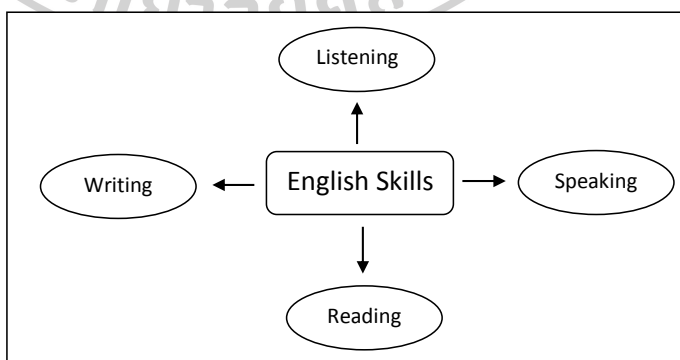 Listening
Writing
English Skills
Speaking
Reading